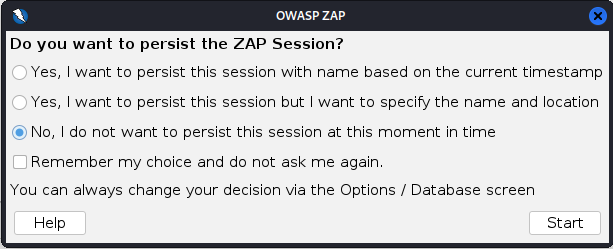 OWASP ZAP
Do you want to persist the ZAP Session?
Yes, I want to persist this session with name based on the current timestamp
Yes, I want to persist this session but I want to specify the name and location
No, I do not want to persist this session at this moment in time
Remember my choice and do not ask me again.
You can always change your decision via the Options / Database screen
Help Start